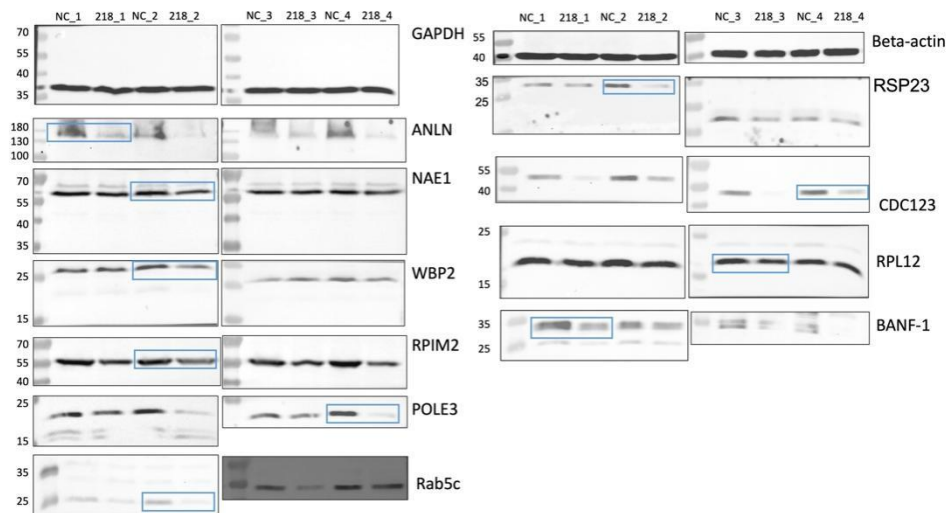 NC_1 218_1 NC_2 218_2
NC_3 218_3 NC_4 218_4
GAPDH
70
55
40
35
180
130
100
ANLN
70
55
40
35
NAE1
25
15
WBP2
70
55
40
RPIM2
25
15
POLE3
35
25
Rab5c
NC_1 218_1 NC_2 218_2
NC_3 218_3 NC_4 218_4
55
40
Beta-actin
35
25
RSP23
55
40
CDC123
25
15
RPL12
35
25
BANF-1